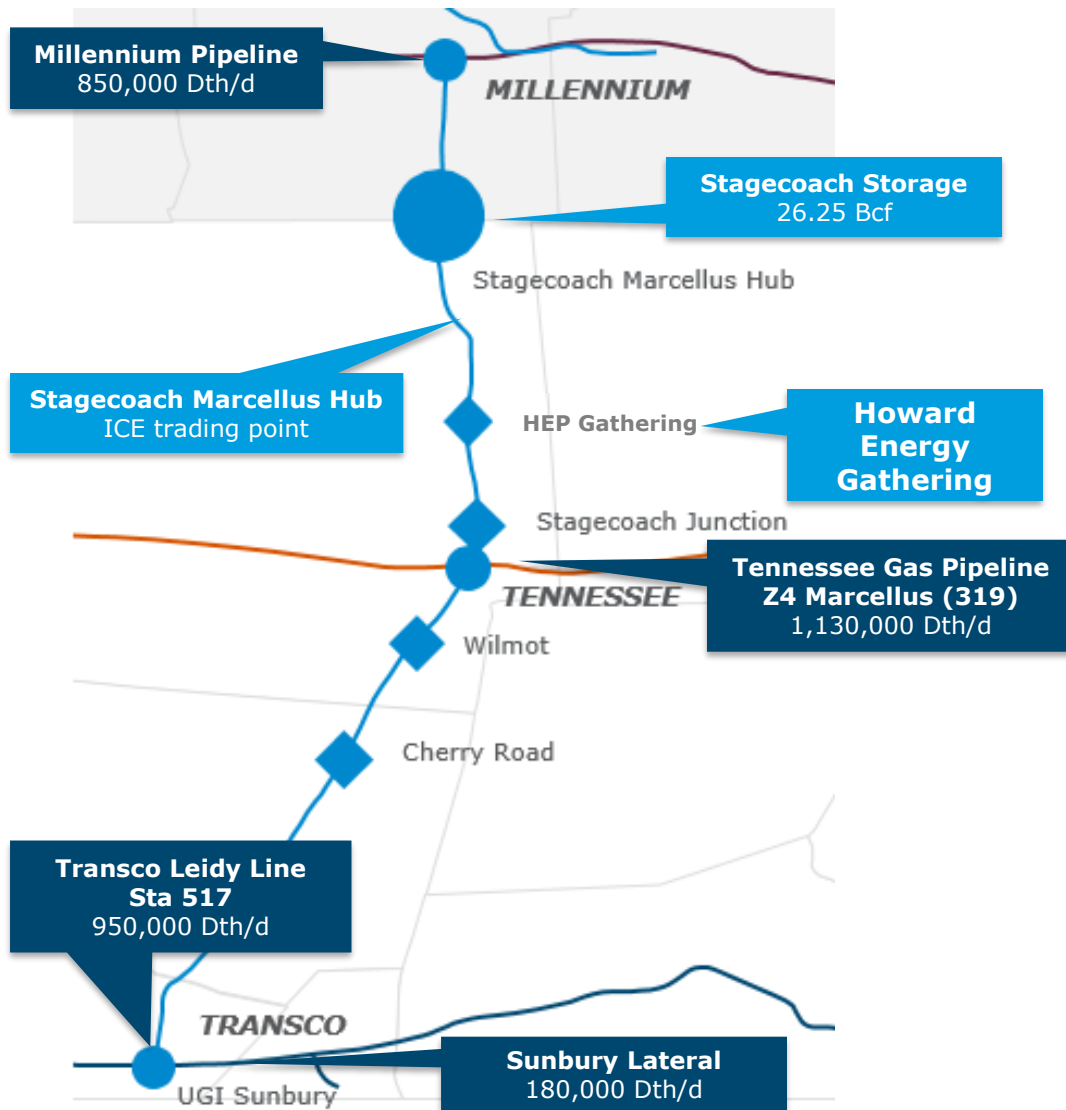 Millennium Pipeline
850,000 Dth/d
MILLENNIUM
Stagecoach Storage
26.25 Bcf
Stagecoach Marcellus Hub
Stagecoach Marcellus Hub
ICE trading point
HEP Gathering
Howard
Energy
Gathering
Stagecoach Junction
Tennessee Gas Pipeline
Z4 Marcellus (319)
1,130,000 Dth/d
TENNESSEE
Wilmot
Cherry Road
Transco Leidy Line
Sta 517
950,000 Dth/d
TRANSCO
Sunbury Lateral
180,000 Dth/d
UGI Sunbury